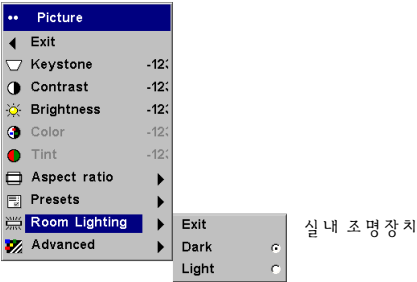 Picture
Exit
Keystone -123
Contrast -123
Brightness -123
Color -123
Tint -123
Aspect ratio
Presets
Room Lighting
Advanced
Exit
Dark
Light
실내 조명장치